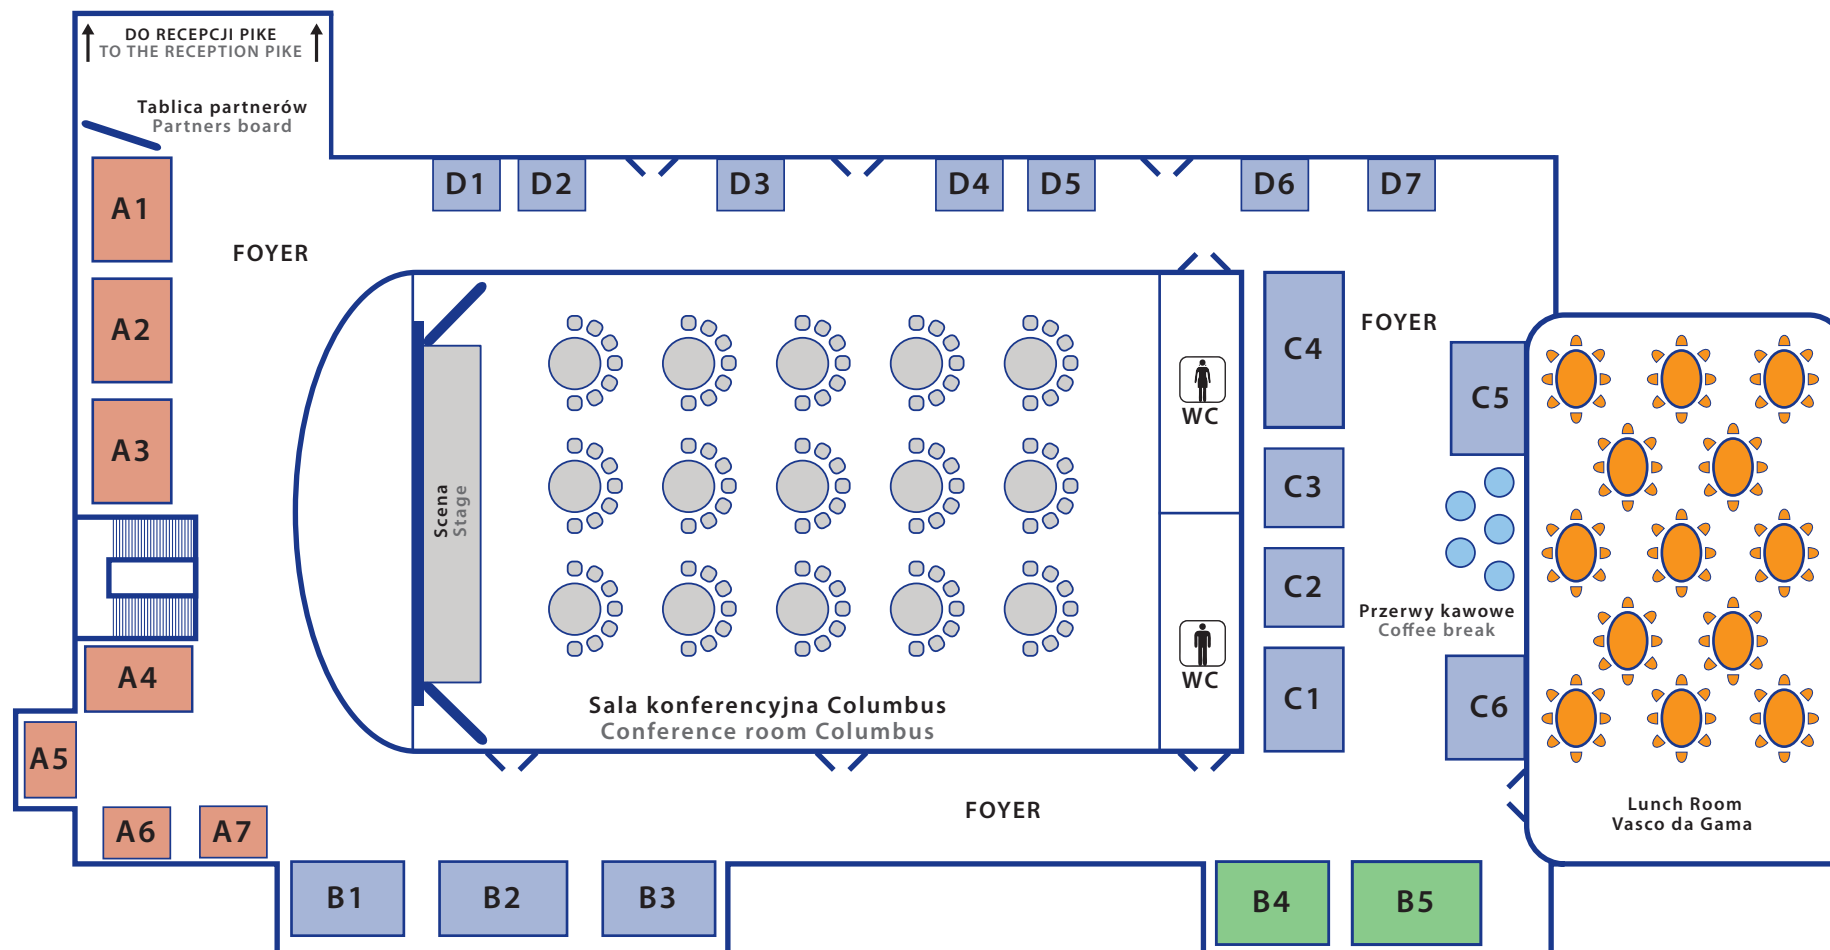 DO RECEPCJI PIKE
TO THE RECEPTION PIKE
Tablica partnerów
Partners board
A1
A2
A3
A4
A5
A6
A7
D1
D2
D3
D4
D5
D6
D7
FOYER
Scena
Stage
Sala konferencyjna Columbus
Conference room Columbus
WC
WC
C4
C3
C2
C1
FOYER
C5
Przerwy kawowe
Coffee break
C6
Lunch Room
Vasco da Gama
FOYER
B1
B2
B3
B4
B5